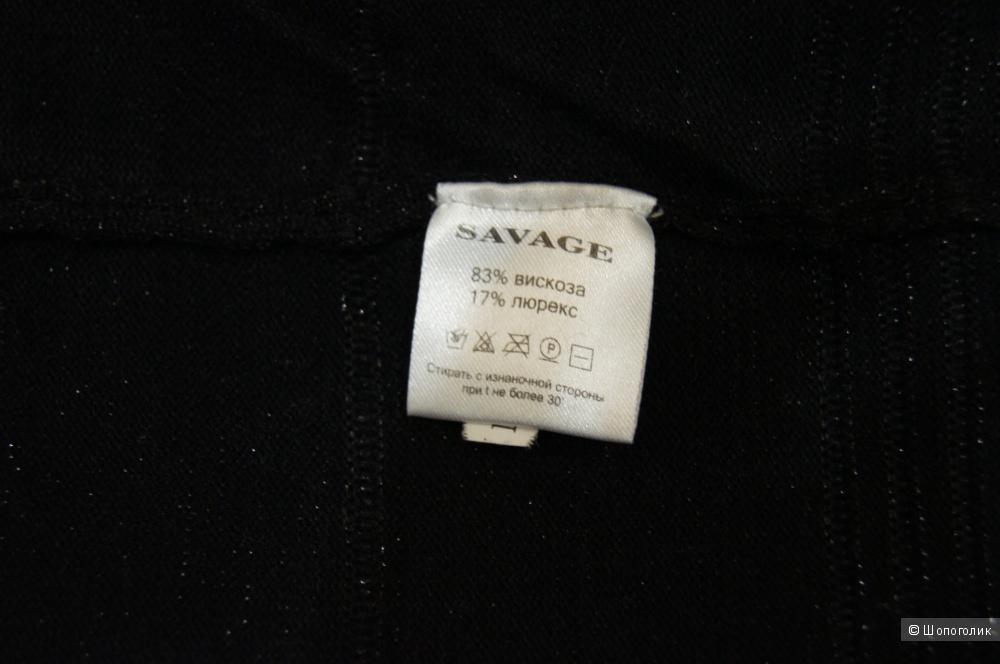 SAVAGE
83% вискоза
17% люрекс
P
Стирать с изнаночной стороны
при t не более 30°
© Шопоголик